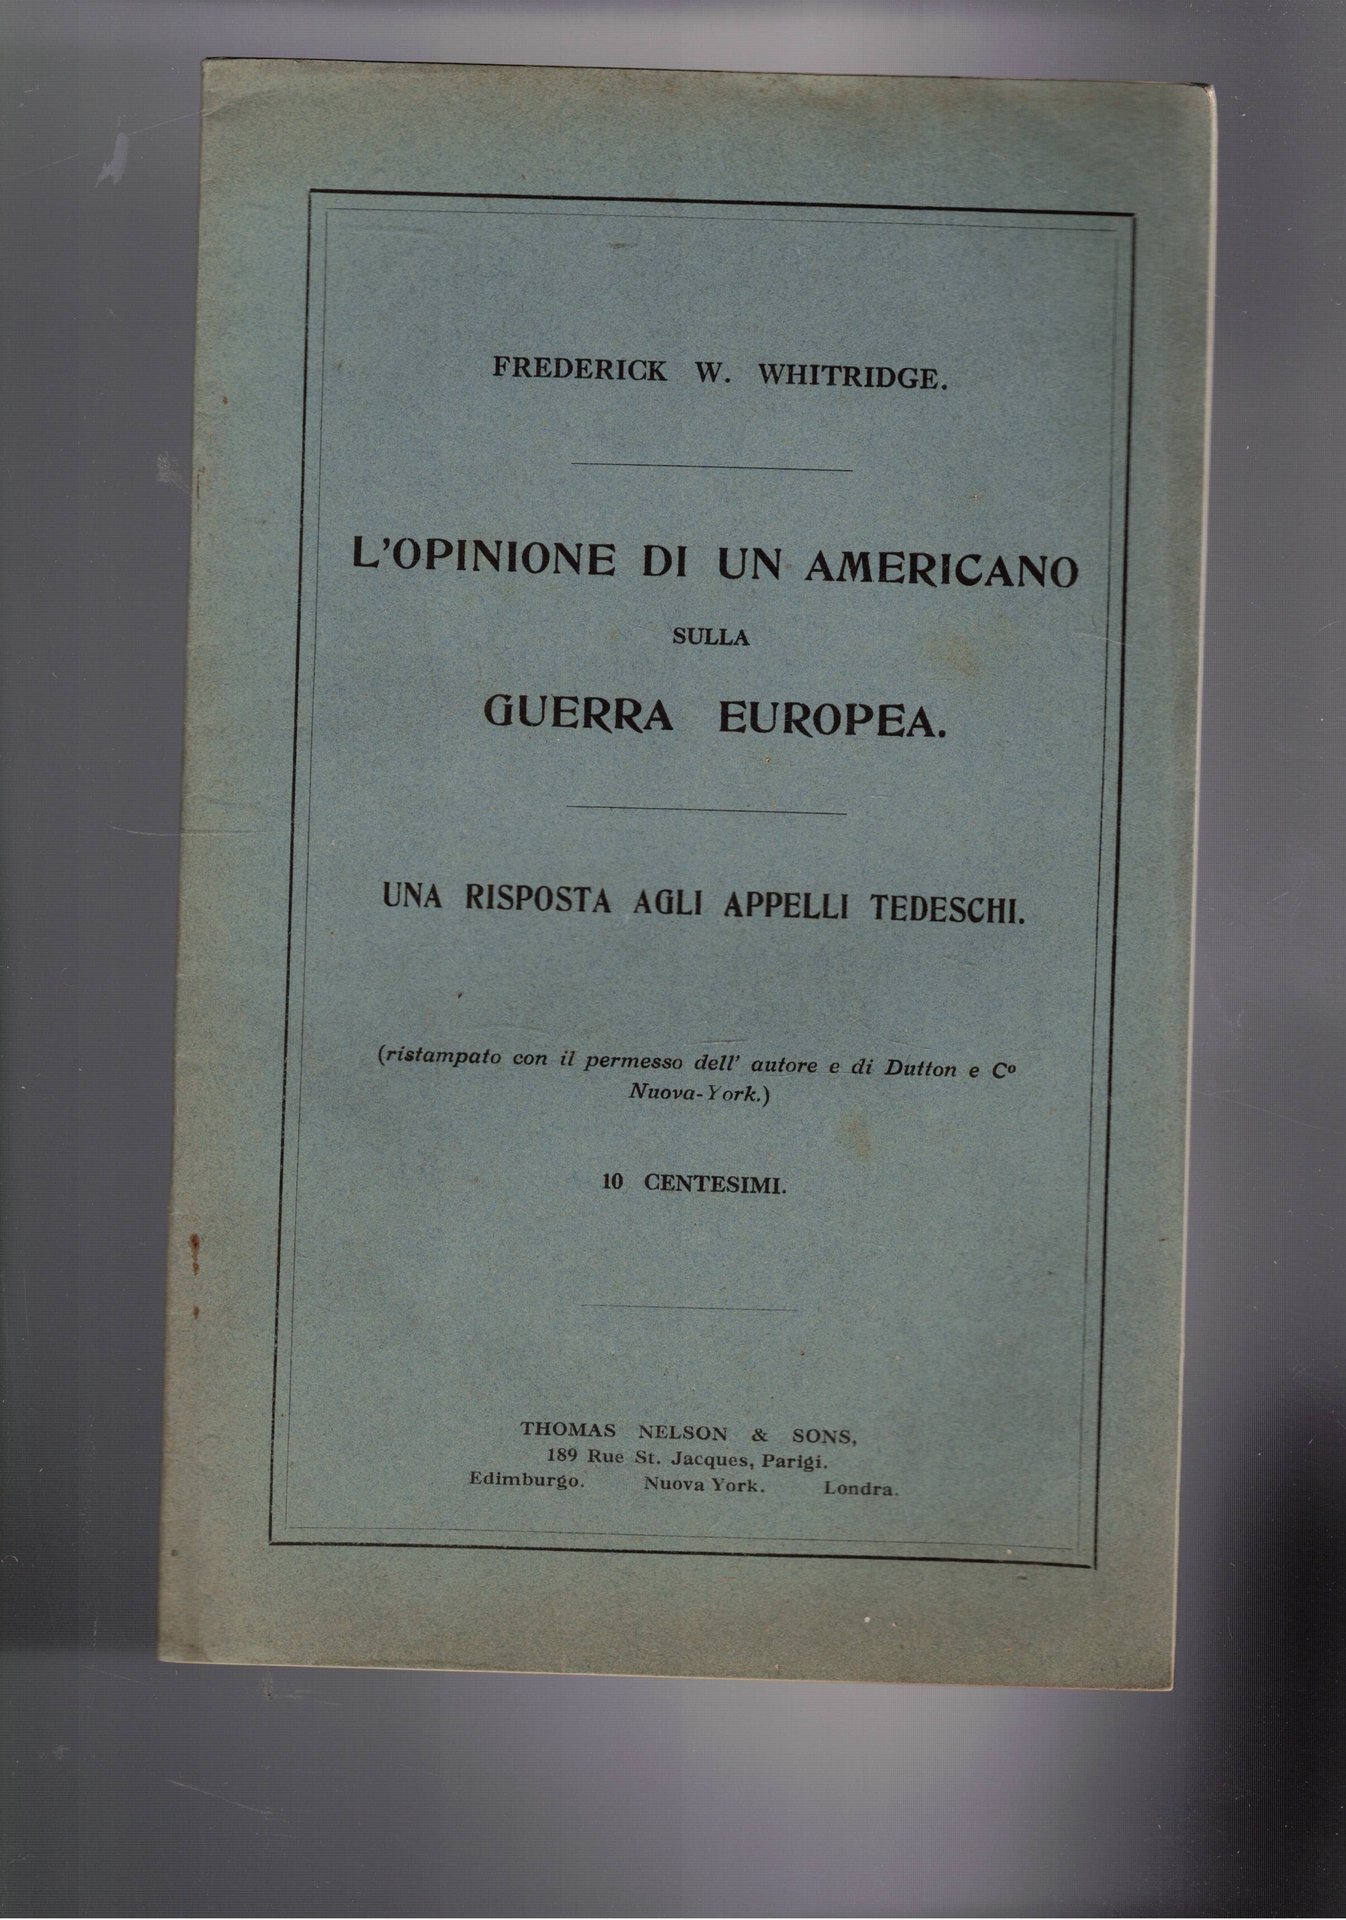 FREDERICK W. WHITRIDGE.
L'OPINIONE DI UN AMERICANO
SULLA
GUERRA EUROPEA.
UNA RISPOSTA AGLI APPELLI TEDESCHI.
(ristampato con il permesso dell' autore e di Dutton e Cº
Nuova-York.)
10 CENTESIMI.
THOMAS NELSON & SONS,
189 Rue St. Jacques, Parigi.
Edimburgo. Nuova York. Londra.